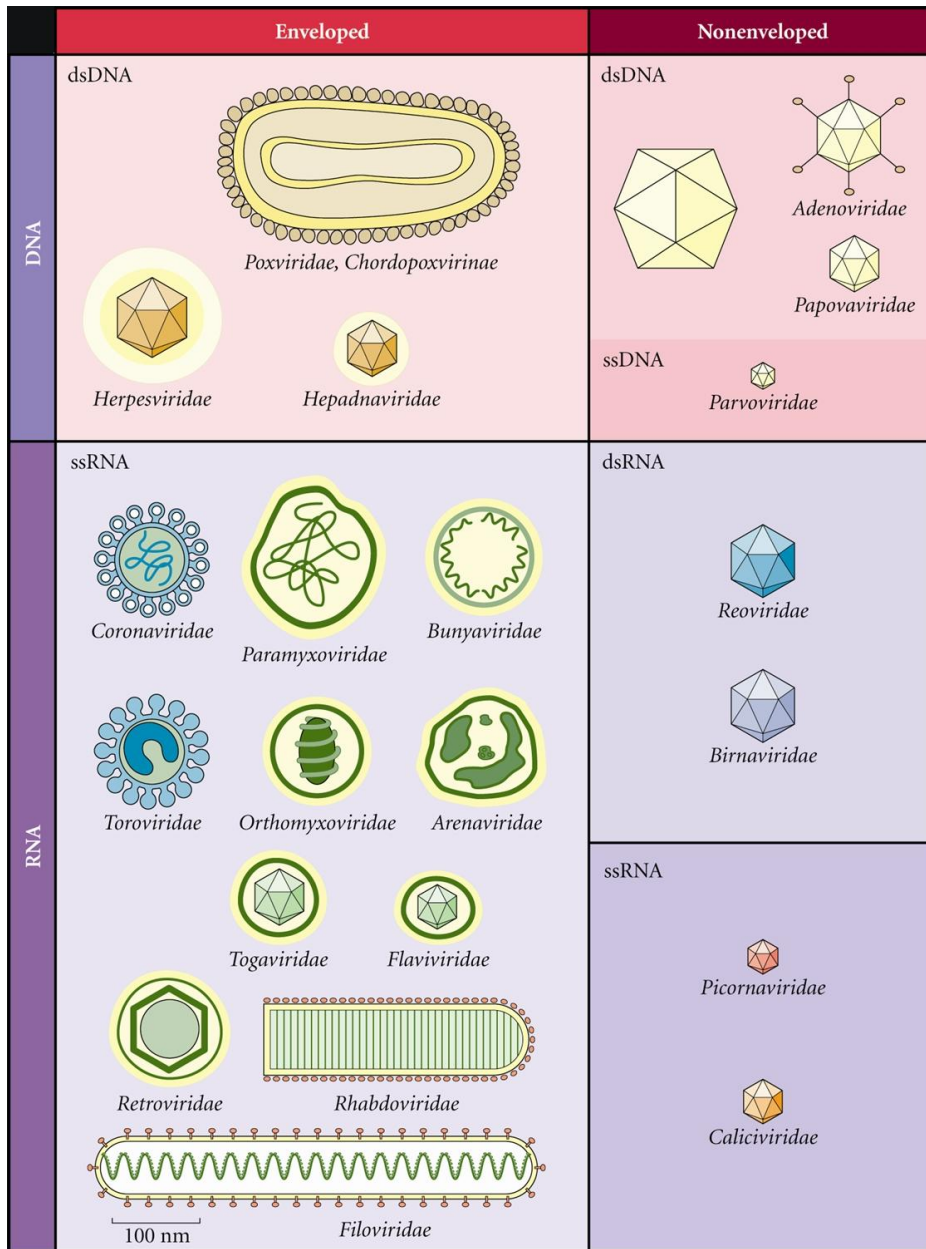 Enveloped
Nonenveloped
DNA
dsDNA
Poxviridae, Chordopoxvirinae
Herpesviridae
Hepadnaviridae
dsDNA
Adenoviridae
Papovaviridae
ssDNA
Parvoviridae
RNA
ssRNA
Coronaviridae
Paramyxoviridae
Bunyaviridae
Toroviridae
Orthomyxoviridae
Arenaviridae
Togaviridae
Flaviviridae
Retroviridae
Rhabdoviridae
Filoviridae
100 nm
dsRNA
Reoviridae
Birnaviridae
ssRNA
Picornaviridae
Caliciviridae